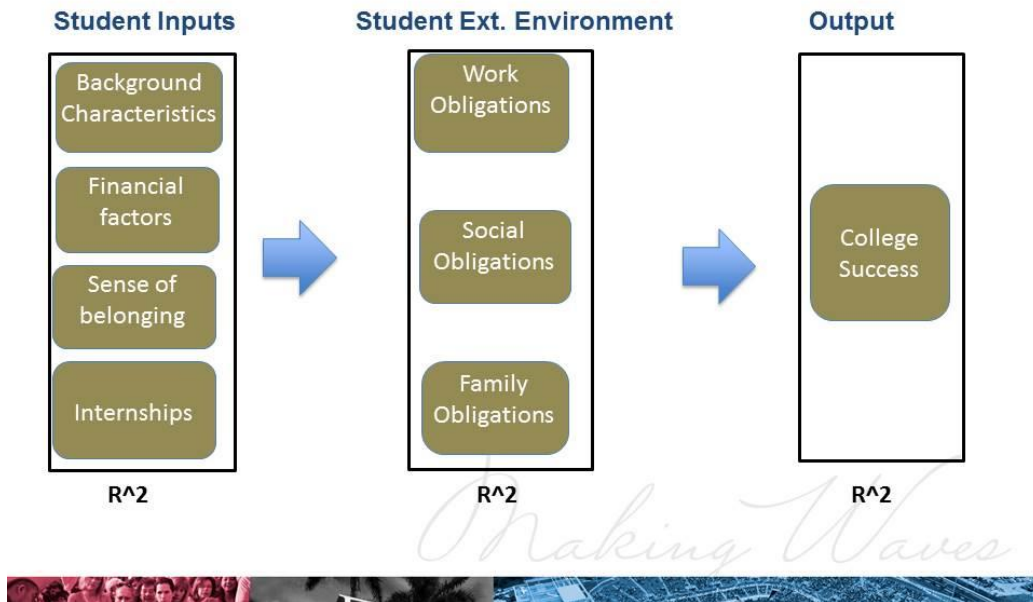 Student Inputs
Background
Characteristics
Financial
factors
Sense of
belonging
Internships
R^2
Student Ext. Environment
Work
Obligations
Social
Obligations
Family
Obligations
R^2
Output
College
Success
R^2
Making Waves